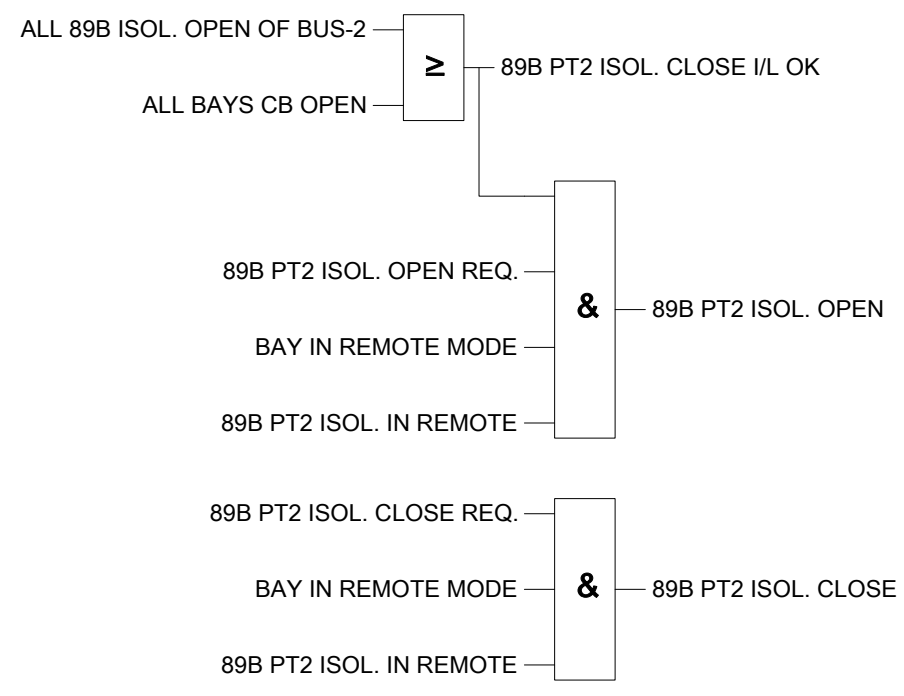 ALL 89B ISOL. OPEN OF BUS-2
≥
89B PT2 ISOL. CLOSE I/L OK
ALL BAYS CB OPEN
89B PT2 ISOL. OPEN REQ.
&
89B PT2 ISOL. OPEN
BAY IN REMOTE MODE
89B PT2 ISOL. IN REMOTE
89B PT2 ISOL. CLOSE REQ.
BAY IN REMOTE MODE
&
89B PT2 ISOL. CLOSE
89B PT2 ISOL. IN REMOTE